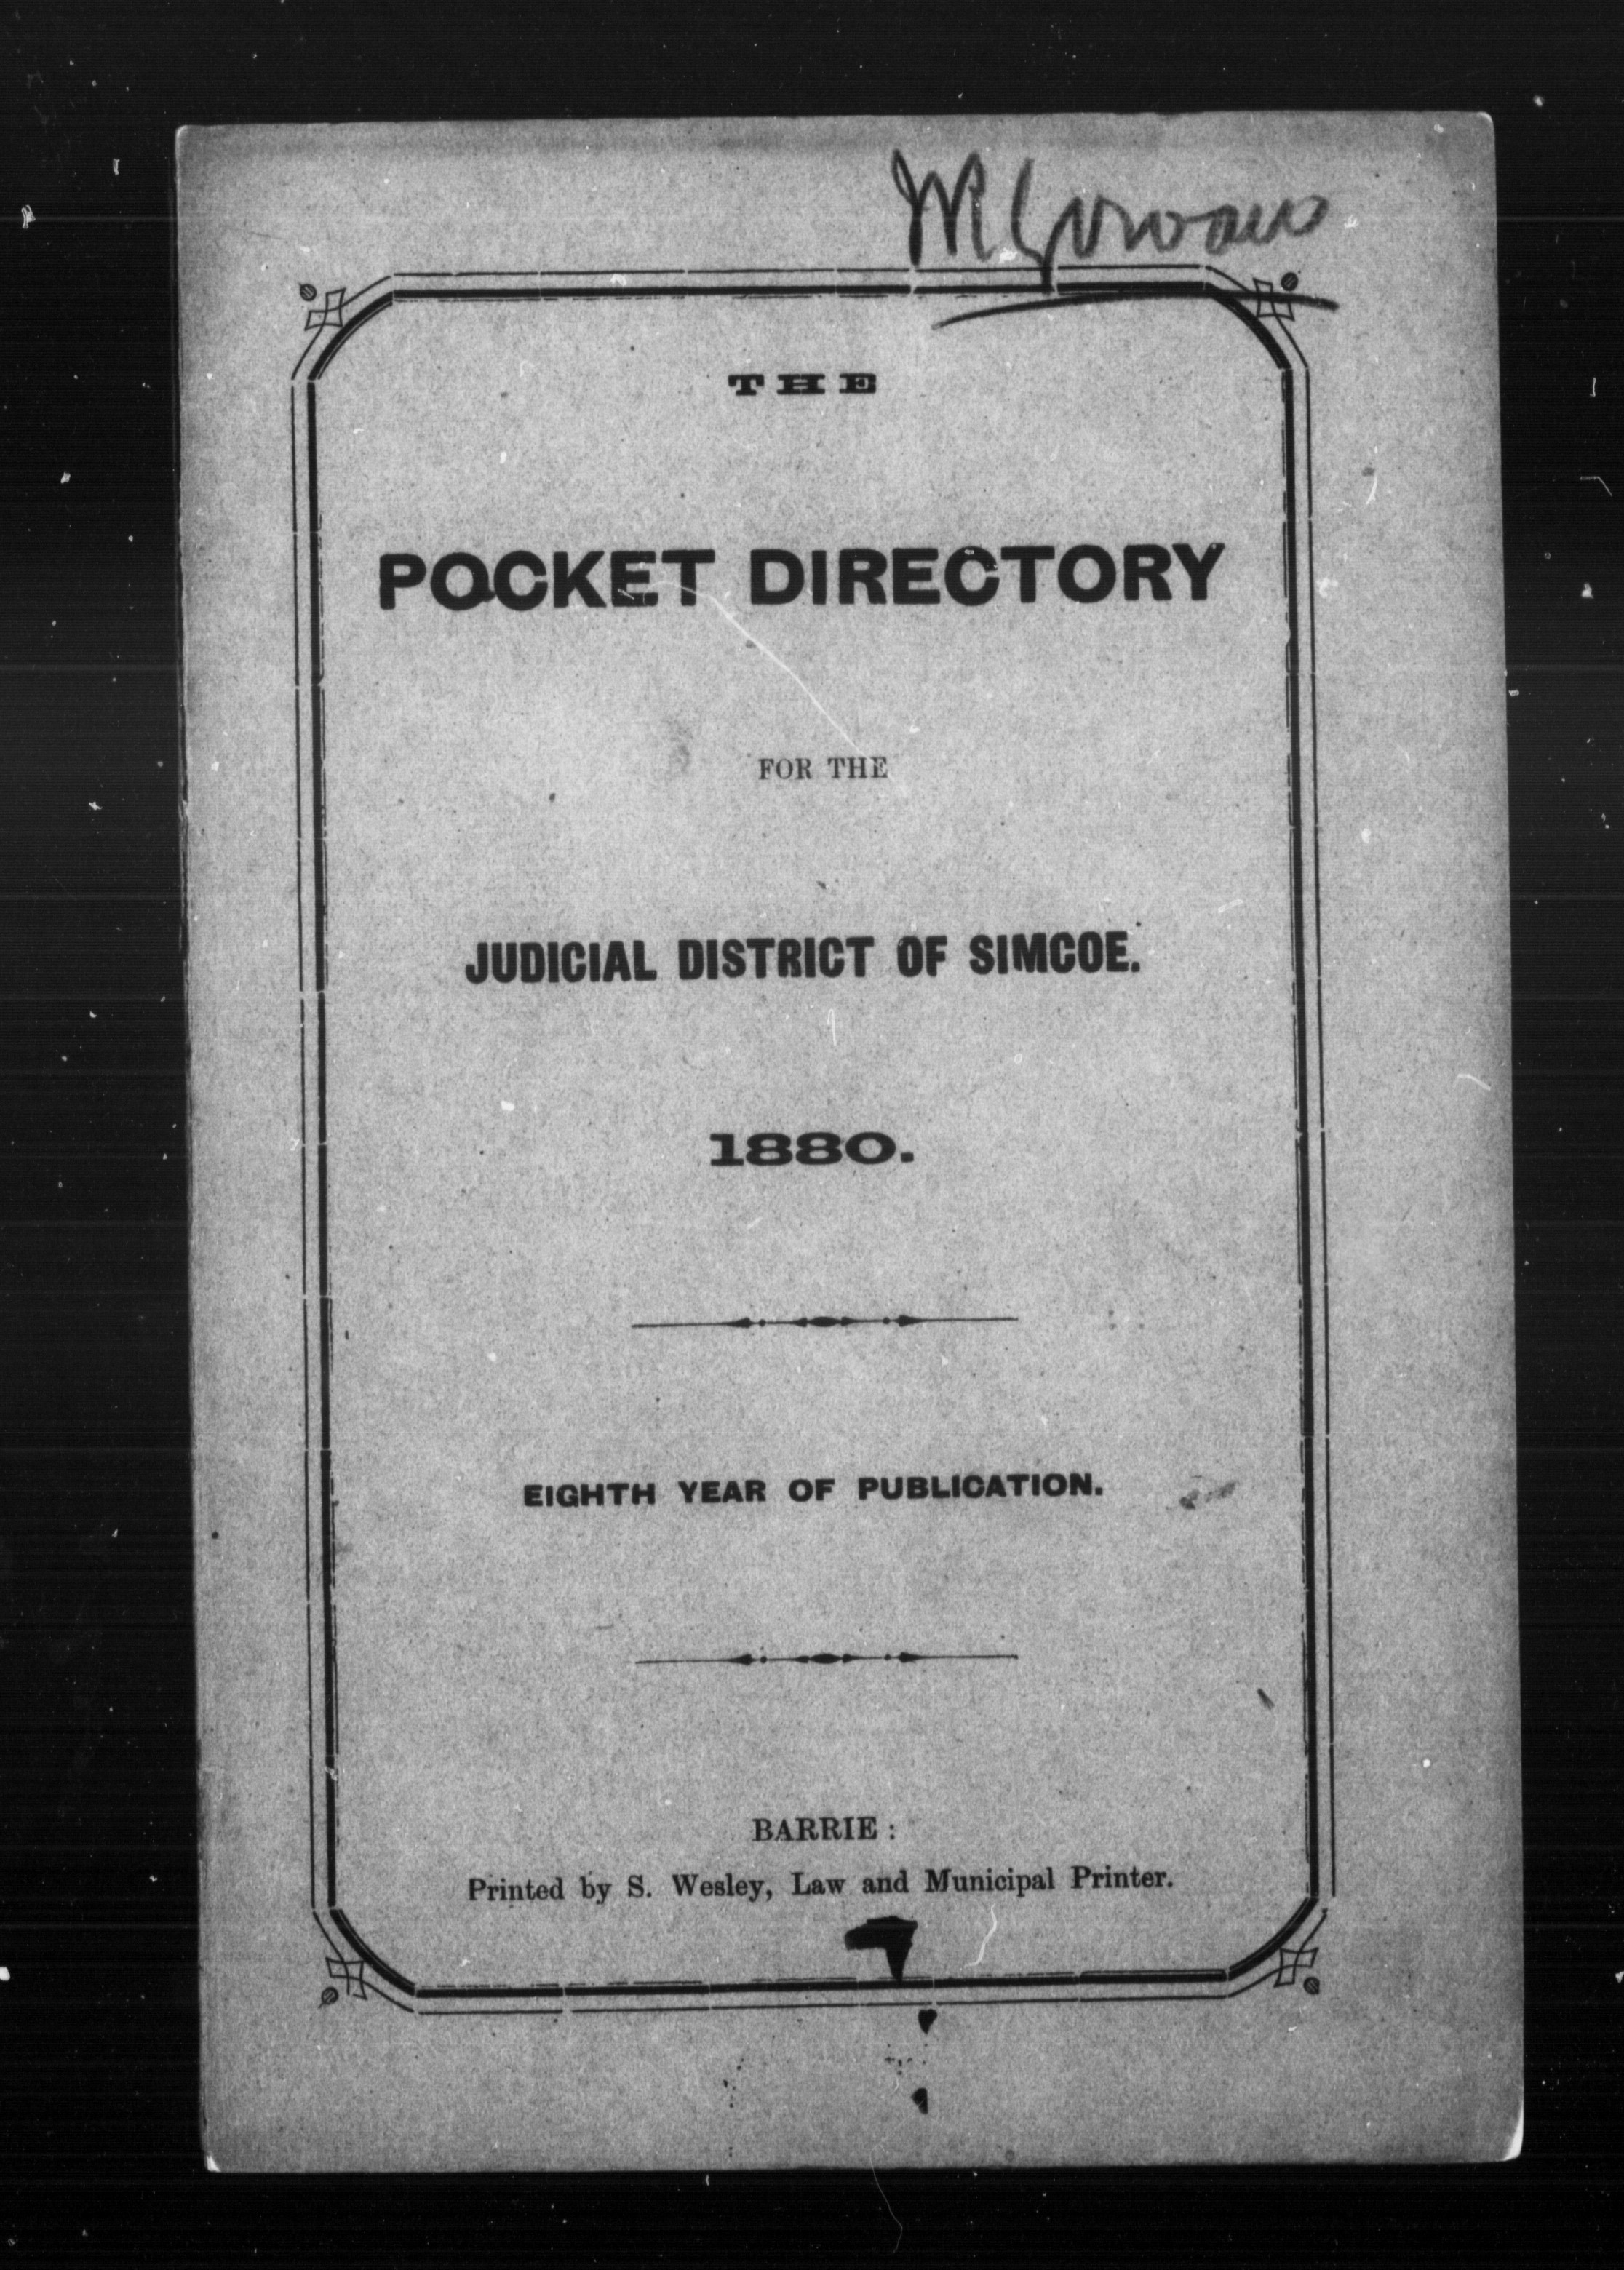 THE
POCKET DIRECTORY
FOR THE
JUDICIAL DISTRICT OF SIMCOE.
1880.
EIGHTH YEAR OF PUBLICATION.
BARRIE :
Printed by S. Wesley, Law and Municipal Printer.